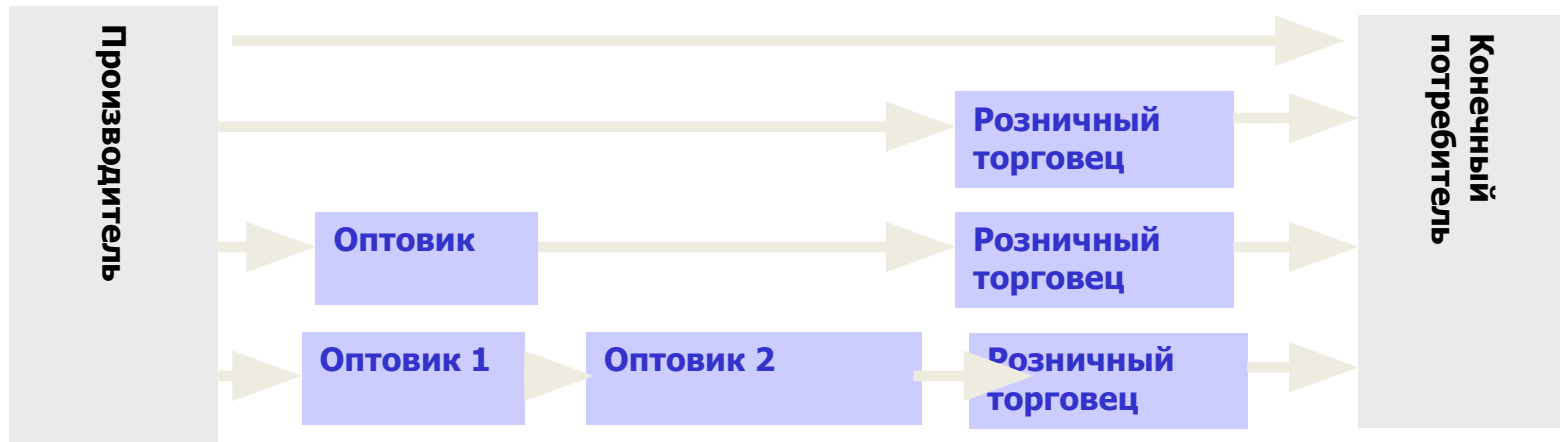 Производитель
Розничный
торговец
Оптовик
Розничный
торговец
Оптовик 1
Оптовик 2
Розничный
торговец
Конечный
потребитель